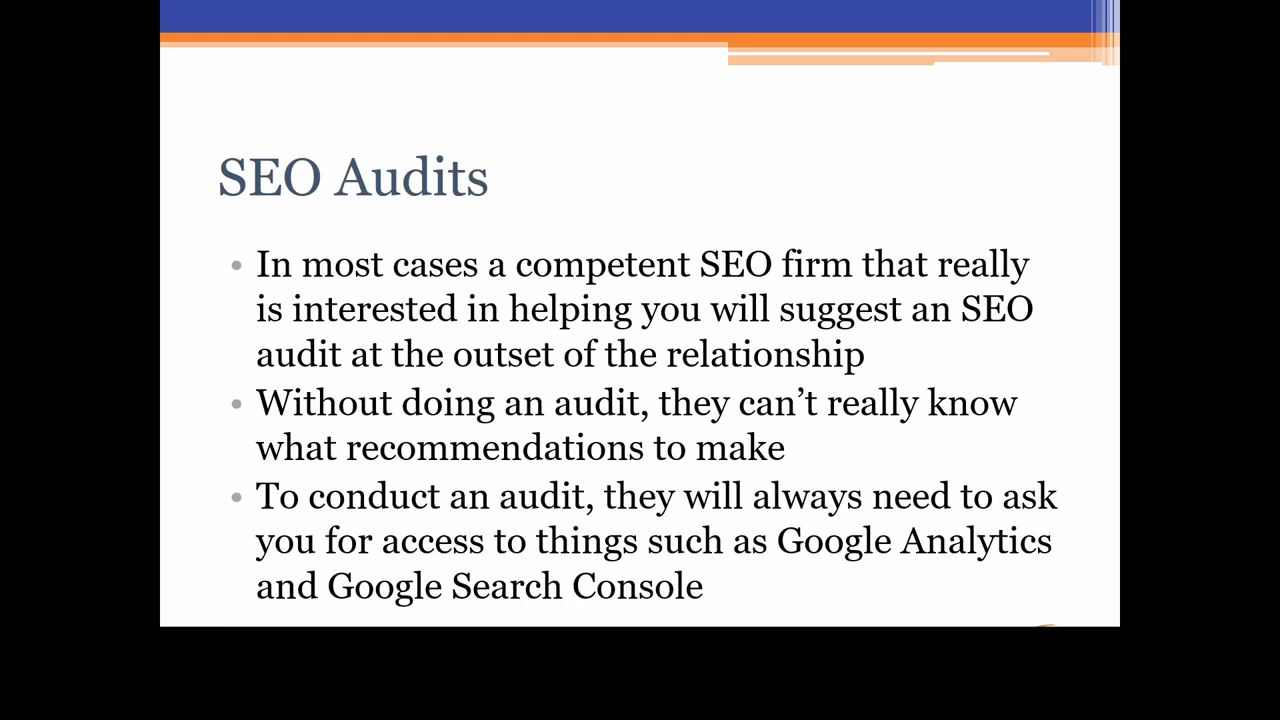 SEO Audits
• In most cases a competent SEO firm that really
is interested in helping you will suggest an SEO
audit at the outset of the relationship
• Without doing an audit, they can’t really know
what recommendations to make
• To conduct an audit, they will always need to ask
you for access to things such as Google Analytics
and Google Search Console